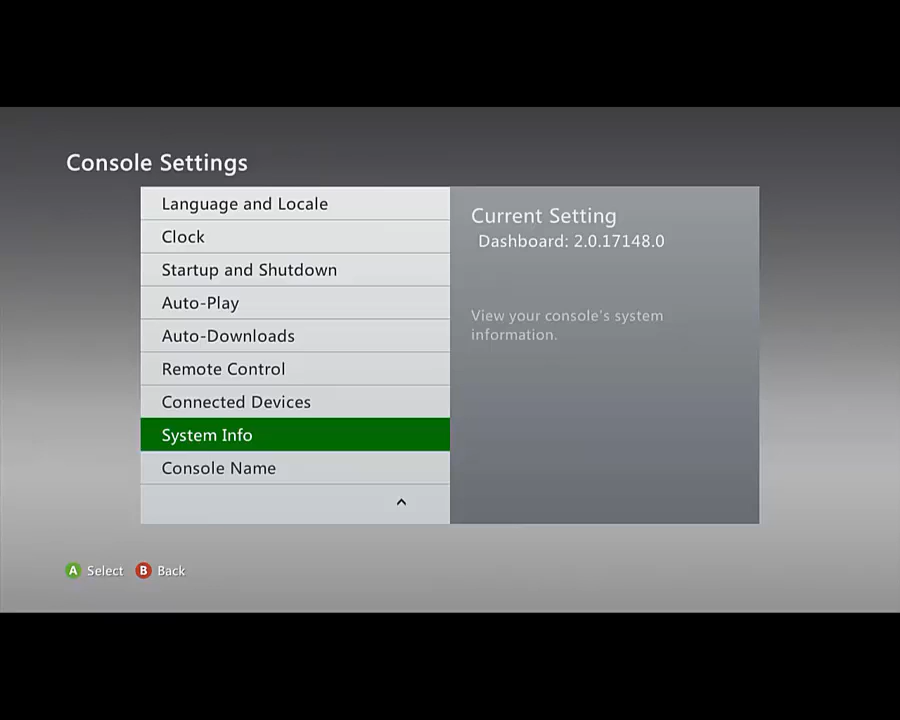 Console Settings
Language and Locale
Clock
Startup and Shutdown
Auto-Play
Auto-Downloads
Remote Control
Connected Devices
System Info
Console Name
Current Setting
Dashboard: 2.0.17148.0
View your console's system
information.
A Select B Back